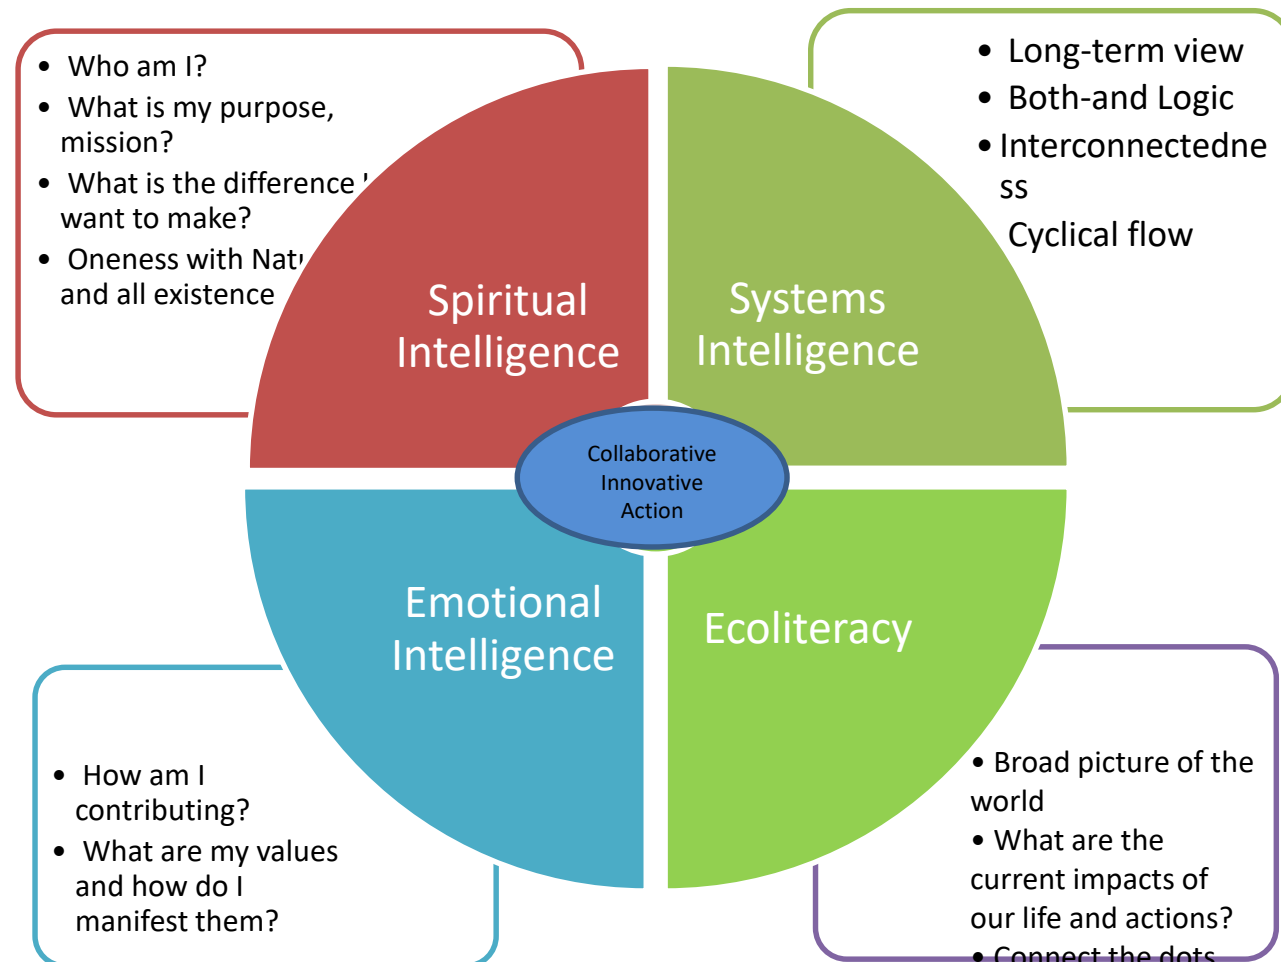 • Who am I?
• What is my purpose,
mission?
• What is the difference
want to make?
• Oneness with
and all existence
• Long-term view
• Both-and Logic
• Interconnectedne
ss
Cyclical flow
Spiritual
Intelligence
Systems
Intelligence
Collaborative
Innovative
Action
Emotional
Intelligence
Ecoliteracy
• How am I
contributing?
• What are my values
and how do I
manifest them?
• Broad picture of the
world
• What are the
current impacts of
our life and actions?
• Connect the dots